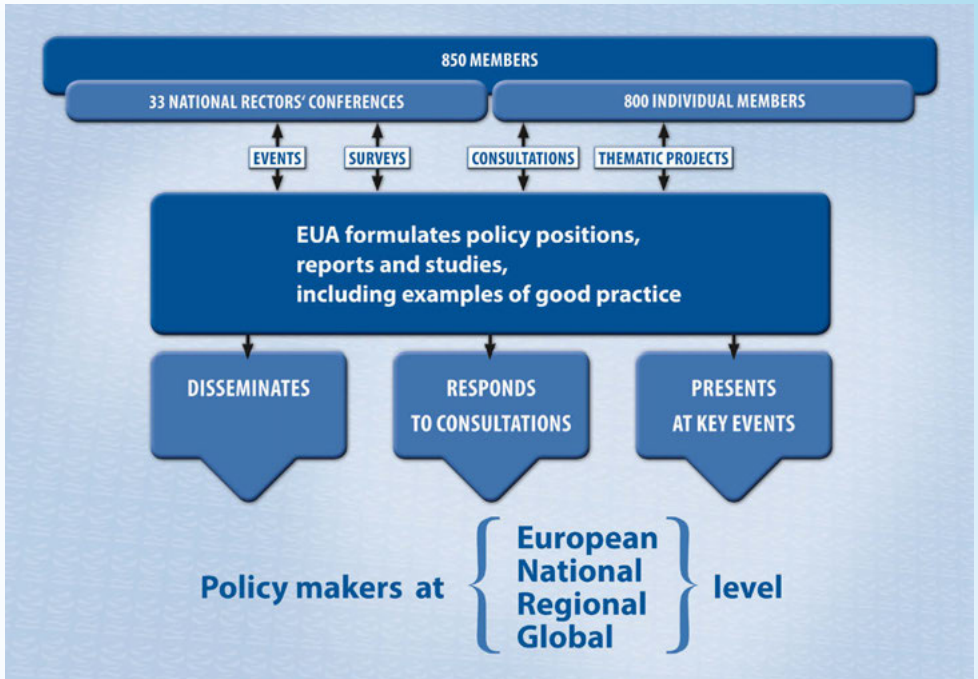 850 MEMBERS
33 NATIONAL RECTORS' CONFERENCES
800 INDIVIDUAL MEMBERS
EVENTS
SURVEYS
CONSULTATIONS
THEMATIC PROJECTS
EUA formulates policy positions,
reports and studies,
including examples of good practice
DISSEMINATES
RESPONDS
TO CONSULTATIONS
PRESENTS
AT KEY EVENTS
Policy makers at
European
National
Regional
Global
level